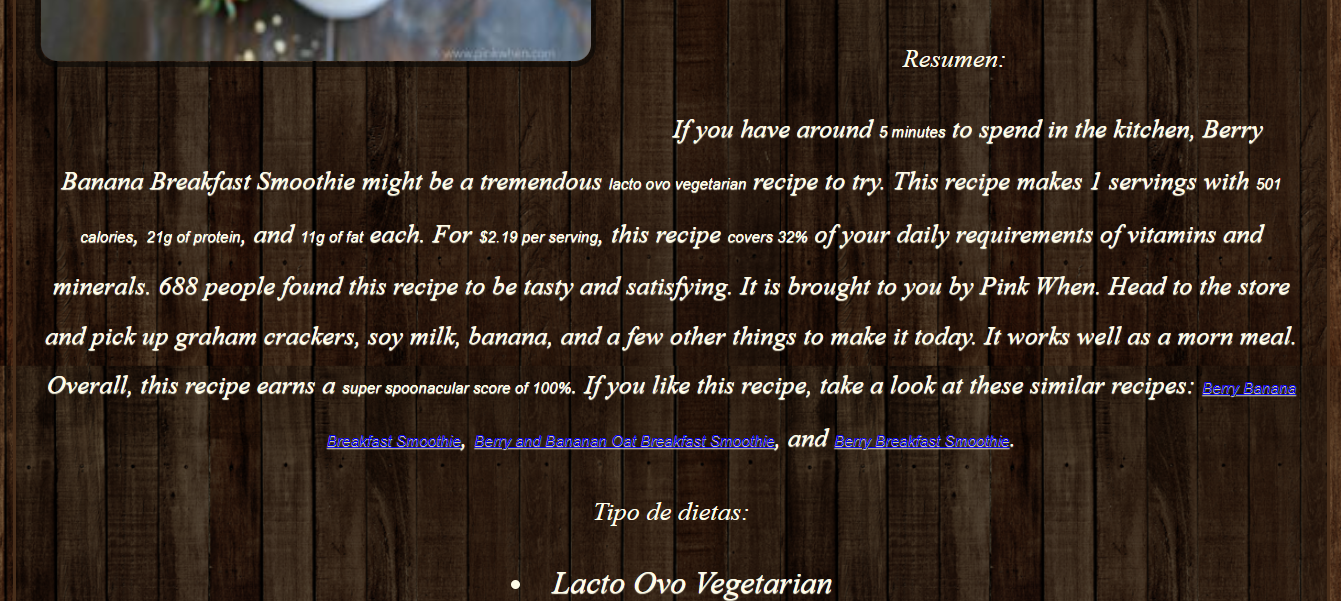 www.pinkwhen.com
Resumen:
If you have around 5 minutes to spend in the kitchen, Berry
Banana Breakfast Smoothie might be a tremendous lacto ovo vegetarian recipe to try. This recipe makes 1 servings with 501
calories, 21g of protein, and 11g of fat each. For $2.19 per serving, this recipe covers 32% of your daily requirements of vitamins and
minerals. 688 people found this recipe to be tasty and satisfying. It is brought to you by Pink When. Head to the store
and pick up graham crackers, soy milk, banana, and a few other things to make it today. It works well as a morn meal.
Overall, this recipe earns a super spoonacular score of 100%. If you like this recipe, take a look at these similar recipes: Berry Banana
Breakfast Smoothie, Berry and Bananan Oat Breakfast Smoothie, and Berry Breakfast Smoothie.
Tipo de dietas:
• Lacto Ovo Vegetarian